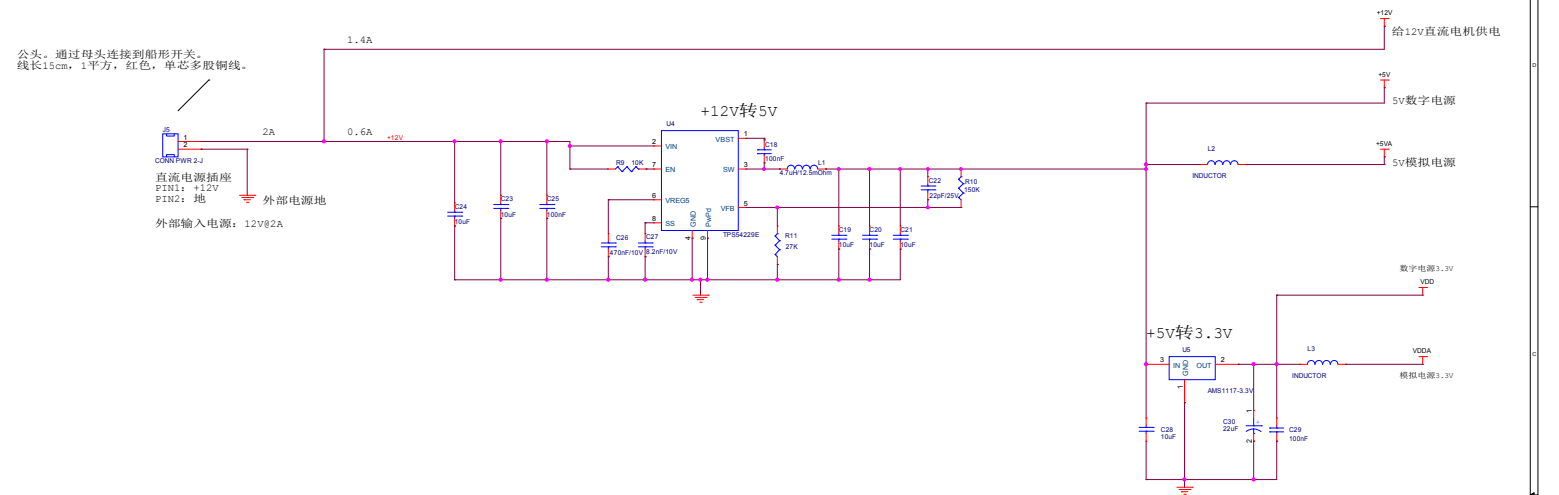 +12V
给12V直流电机供电
1.4A
公头。通过母头连接到船形开关。
线长15cm，1平方，红色，单芯多股铜线。
D
+5V
5V数字电源
+12V转5V
J5
1
2
CONN PWR 2-J
2A
0.6A
+12V
U4
2
VIN
VBST
1
C18
100nF
R9
10K
7
EN
SW
3
L1
4.7uH/12.5mOhm
L2
INDUCTOR
+5VA
5V模拟电源
直流电源插座
PIN1：+12V
PIN2：地
外部电源地
外部输入电源：12V@2A
C24
10uF
C23
10uF
C25
100nF
6
VREG5
8
SS
VFB
5
GND
PwPd
4
9
TPS54229E
C22
22pF/25V
R10
150K
C26
470nF/10V
C27
8.2nF/10V
R11
27K
C19
10uF
C20
10uF
C21
10uF
数字电源3.3V
VDD
+5V转3.3V
U5
3
IN
GND
OUT
2
1
AMS1117-3.3V
L3
INDUCTOR
VDDA
模拟电源3.3V
C
C28
10uF
C30
22uF
1
+
2
C29
100nF